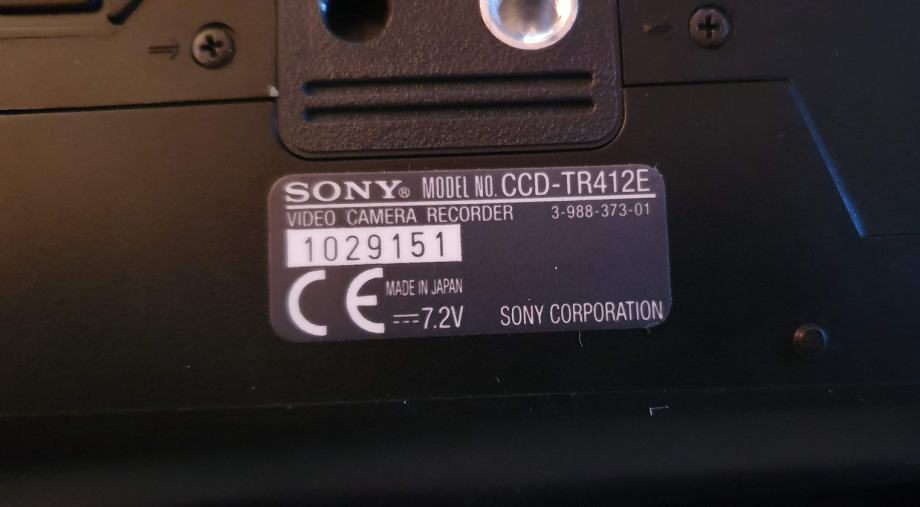 SONY® MODEL NO. CCD-TR412E
VIDEO CAMERA RECORDER 3-988-373-01
1029151
CE MADE IN JAPAN
⎓7.2V SONY CORPORATION